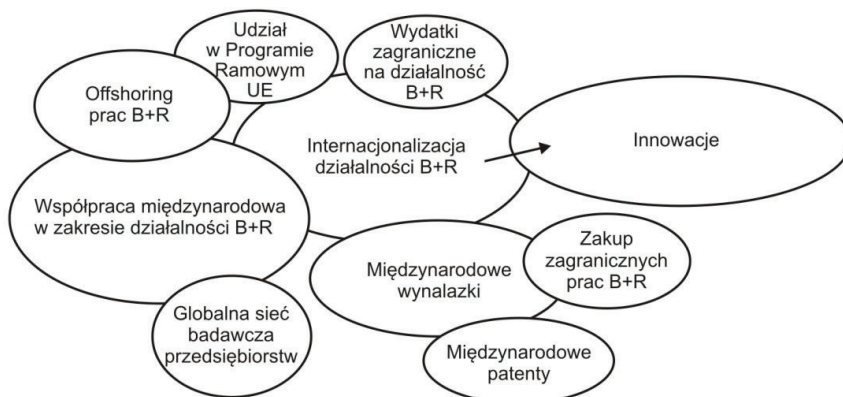 Udział
w Programie
Ramowym
UE
Wydatki
zagraniczne
na działalność
B+R
Offshoring
prac B+R
Internacjonalizacja
działalności B+R
Innowacje
Współpraca międzynarodowa
w zakresie działalności B+R
Międzynarodowe
wynalazki
Zakup
zagranicznych
prac B+R
Globalna sieć
badawcza
przedsiębiorstw
Międzynarodowe
patenty